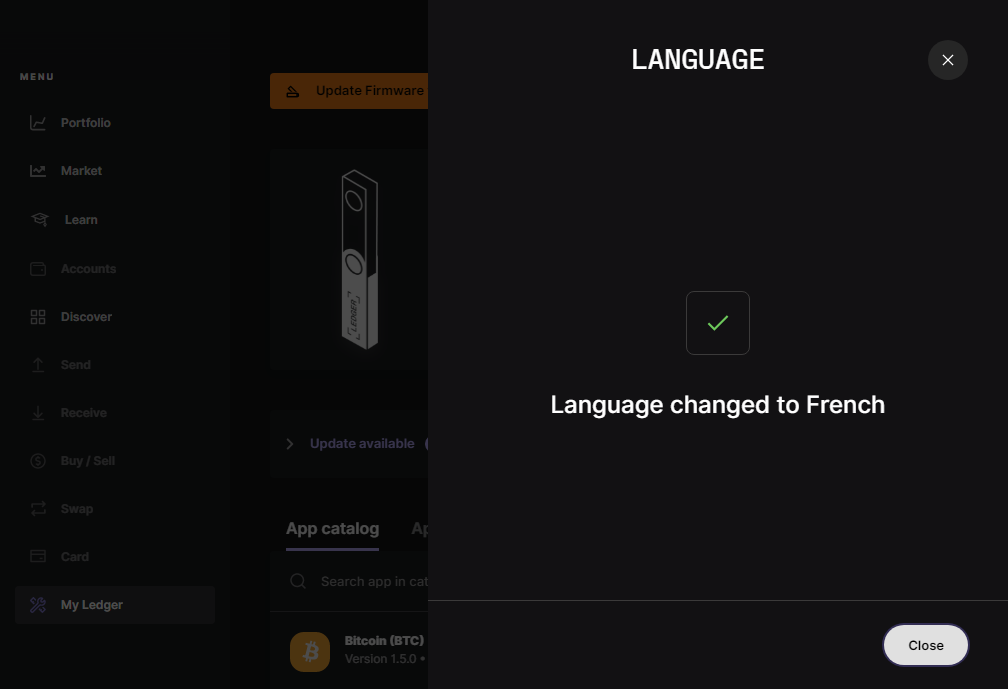 MENU
Portfolio
Market
Learn
Accounts
Discover
Send
Receive
Buy / Sell
Swap
Card
My Ledger
Update Firmware
LEDGER
Update available
App catalog
Search app in cat
Bitcoin (BTC)
Version 1.5.0 •
LANGUAGE
Language changed to French
Close